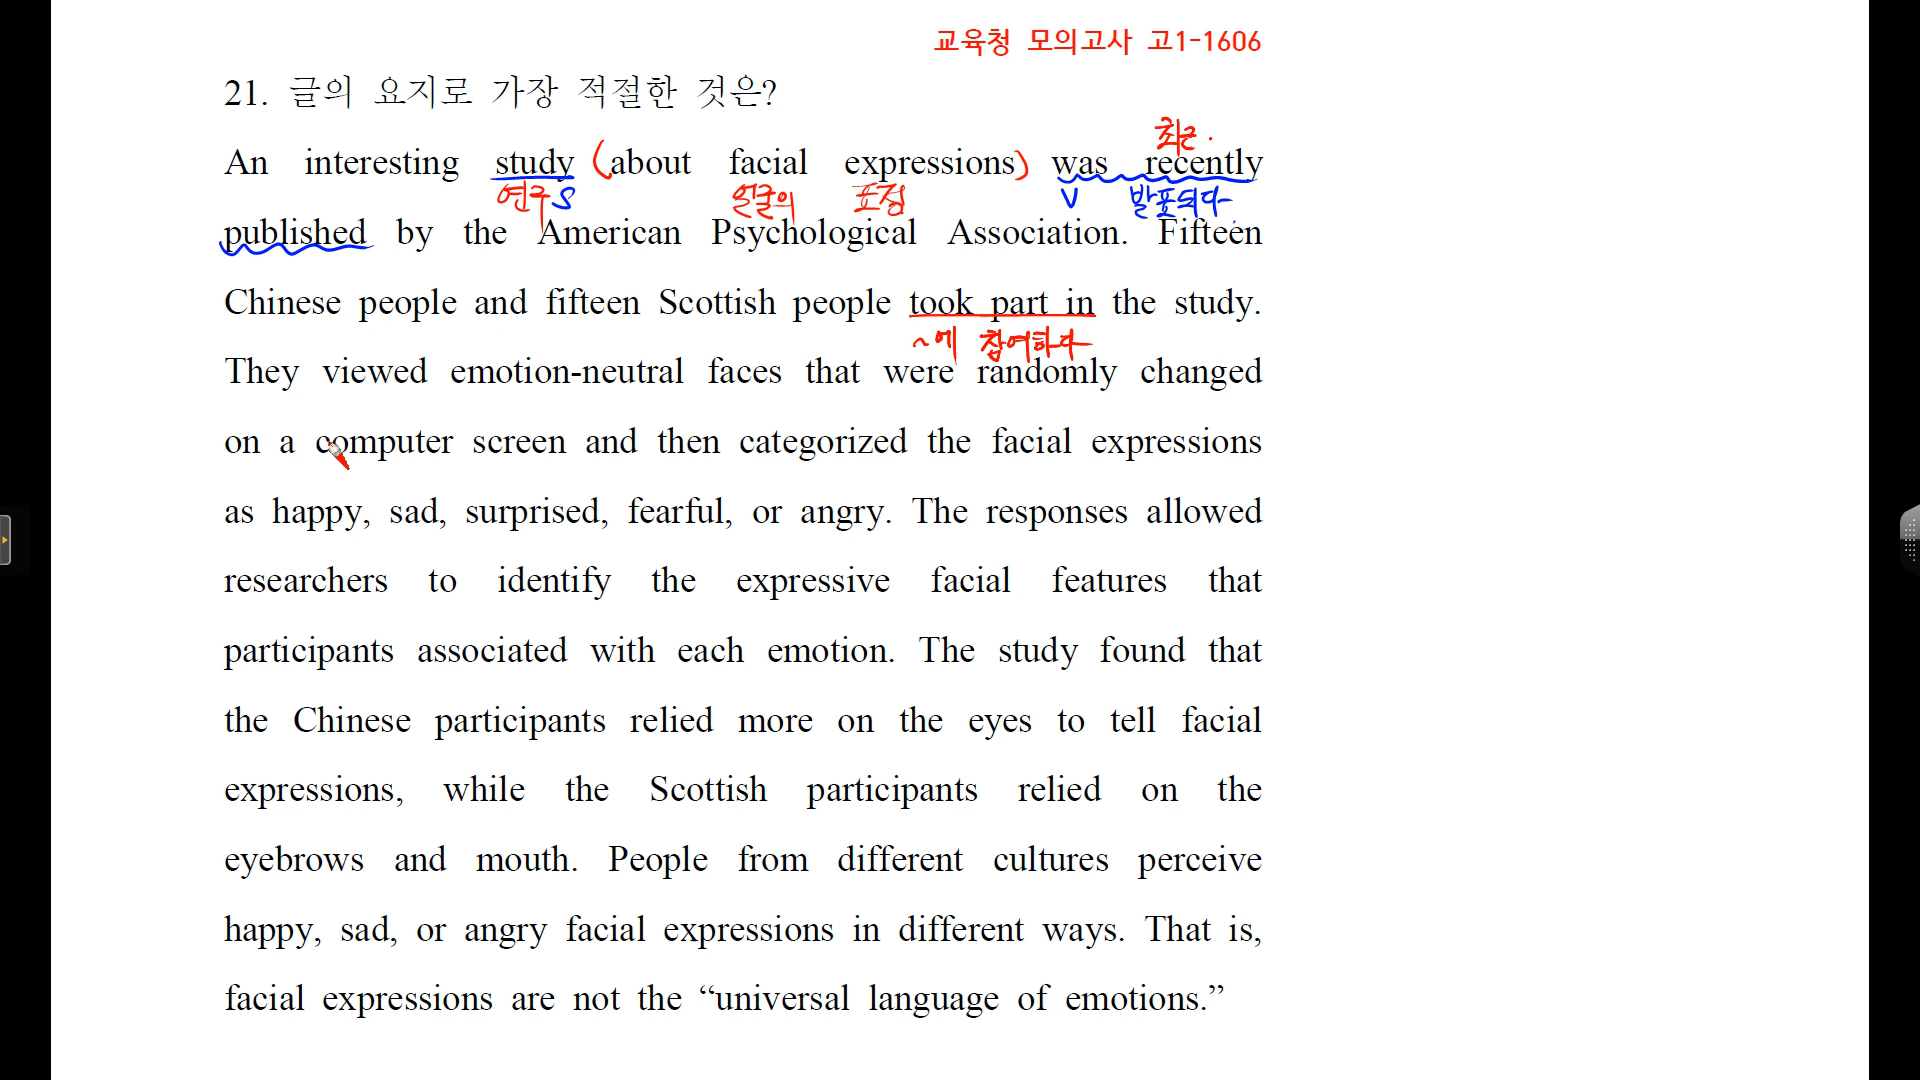 교육청 모의고사 고1-1606
21. 글의 요지로 가장 적절한 것은?
최근.
An interesting study (about facial expressions) was recently
연구 S 얼굴의 표정 V 발표되다
published by the American Psychological Association. Fifteen
Chinese people and fifteen Scottish people took part in the study.
~에 참여하다
They viewed emotion-neutral faces that were randomly changed
on a computer screen and then categorized the facial expressions
as happy, sad, surprised, fearful, or angry. The responses allowed
researchers to identify the expressive facial features that
participants associated with each emotion. The study found that
the Chinese participants relied more on the eyes to tell facial
expressions, while the Scottish participants relied on the
eyebrows and mouth. People from different cultures perceive
happy, sad, or angry facial expressions in different ways. That is,
facial expressions are not the “universal language of emotions.”